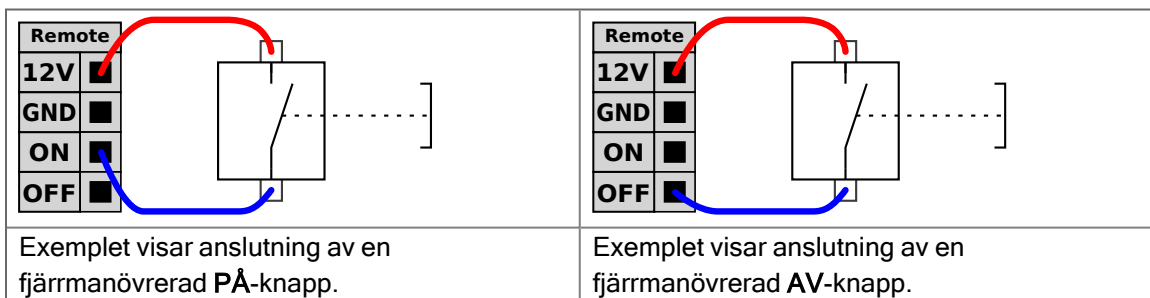 Remote
12V
GND
ON
OFF
Exemplet visar anslutning av en
fjärrmanövrerad PÅ-knapp.
Remote
12V
GND
ON
OFF
Exemplet visar anslutning av en
fjärrmanövrerad AV-knapp.